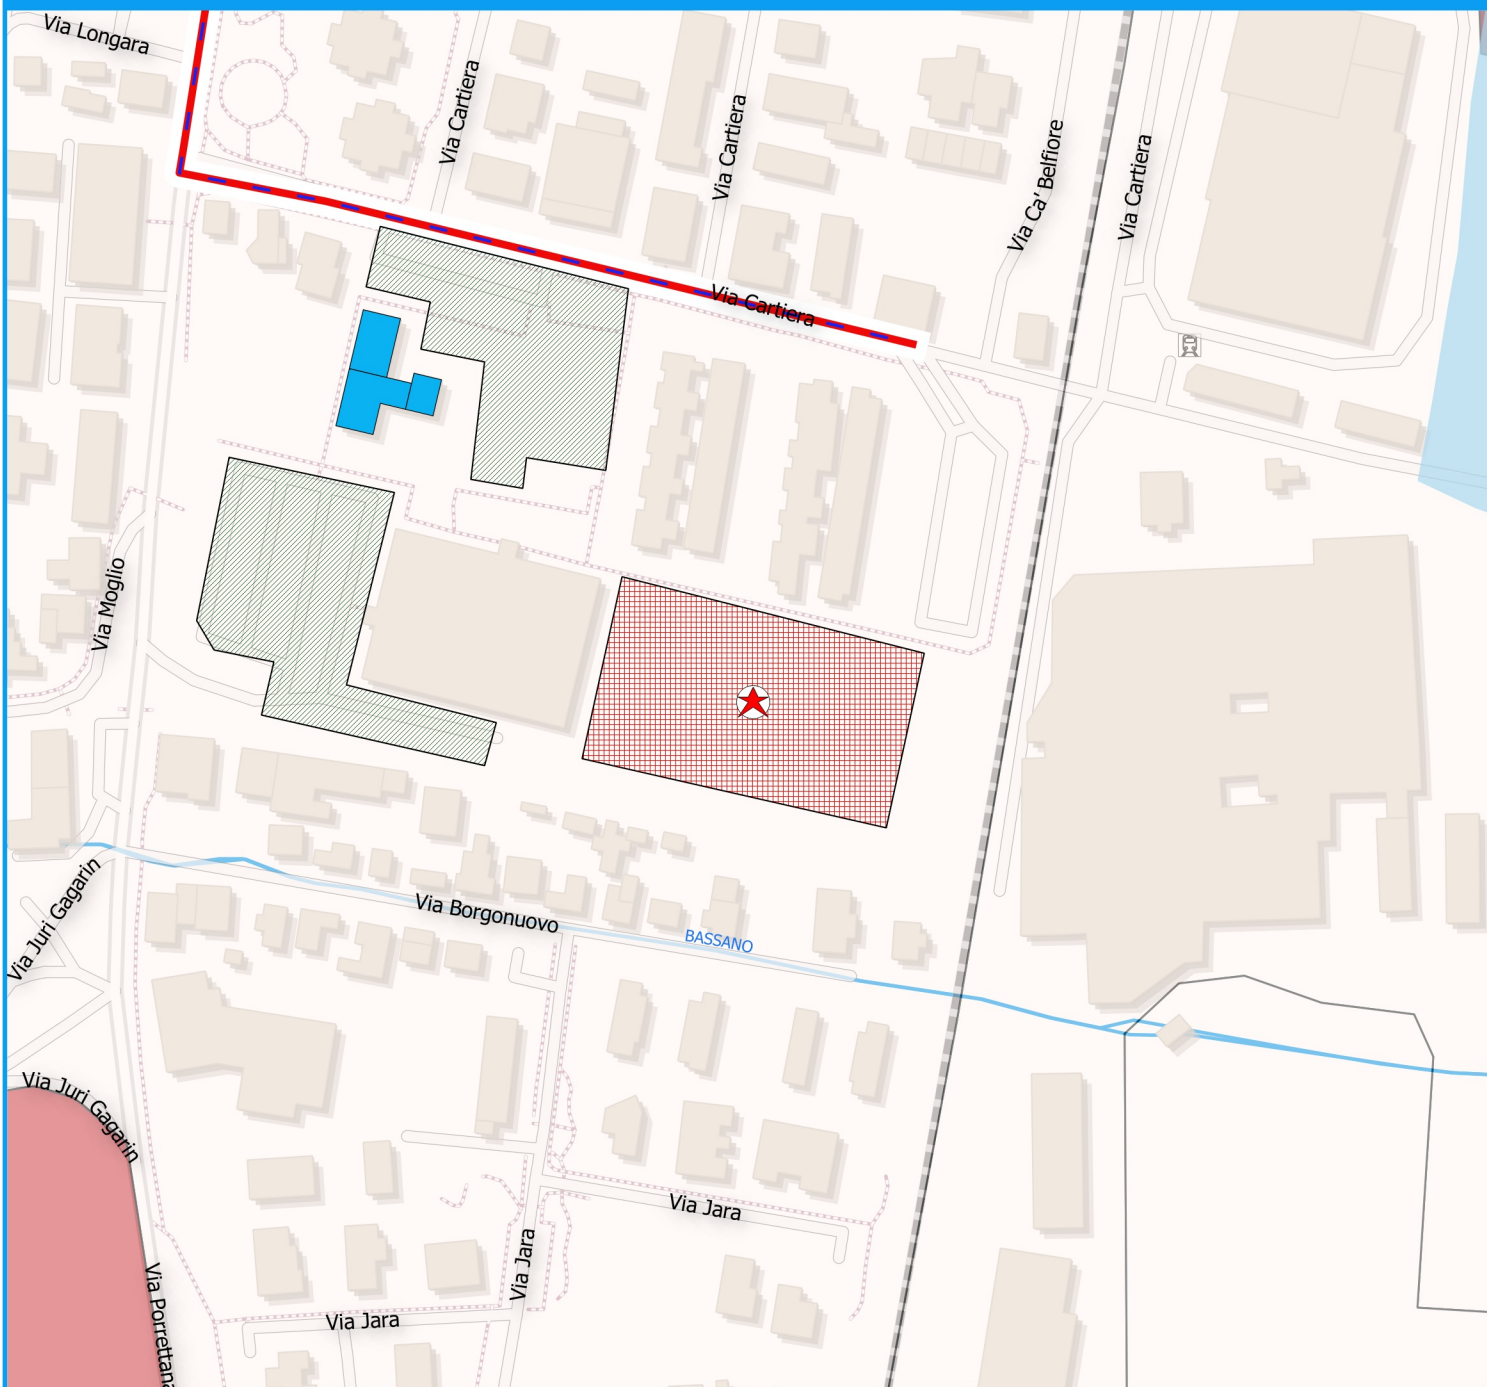 Via Longara
Via Cartiera
Via Cartiera
Via Ca' Belfiore
Via Cartiera
Via Cartiera
Via Moglio
Via Juri Gagarin
Via Borgonuovo
BASSANO
Via Juri Gagarin
Via Jara
Via Jara
Via Porrettana
Via Jara